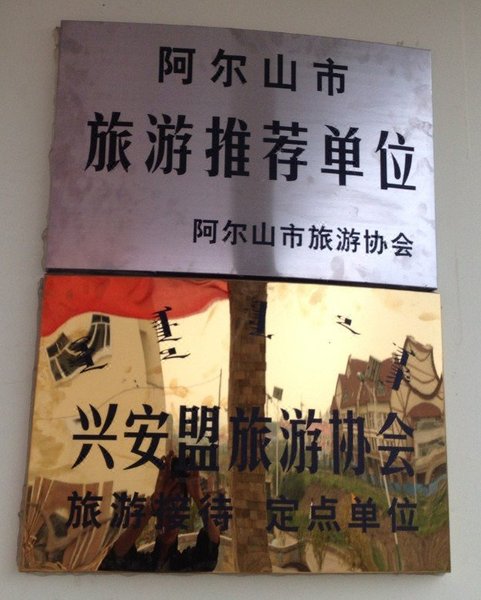 阿尔山市
旅游推荐单位
阿尔山市旅游协会
兴安盟旅游协会
旅游接待 定点单位